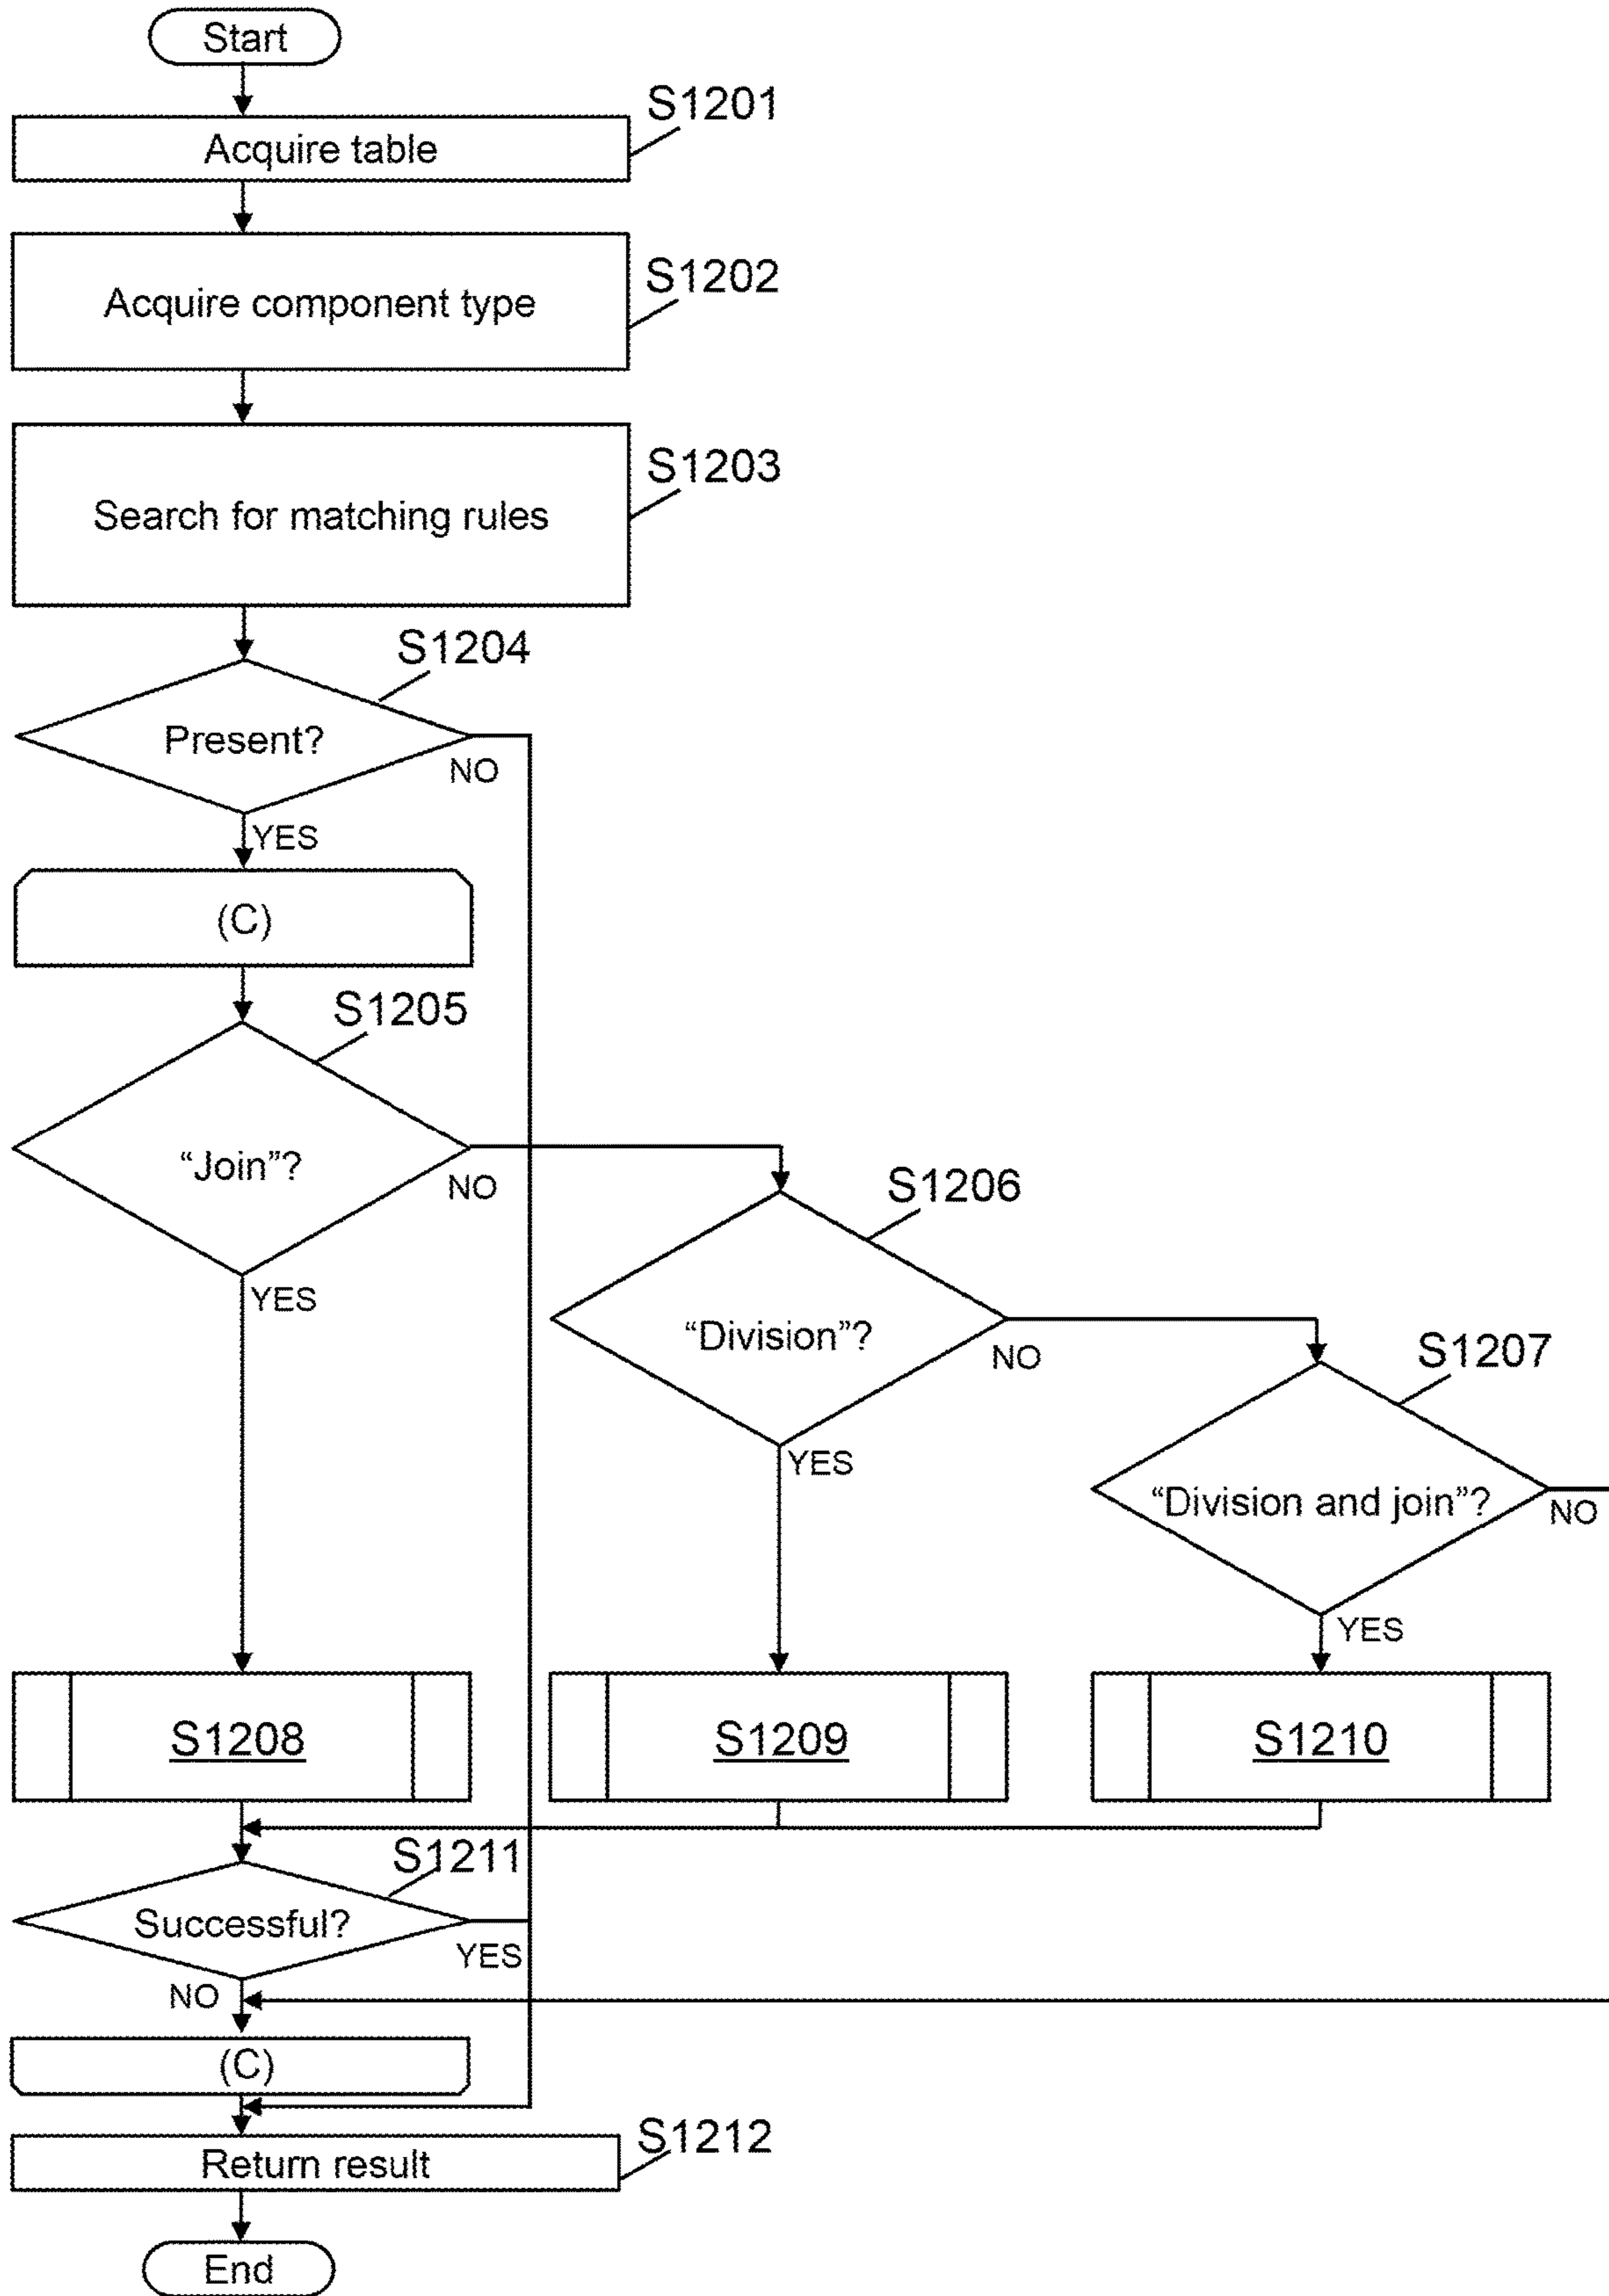 Start
S1201
Acquire table
S1202
Acquire component type
S1203
Search for matching rules
S1204
Present?
NO
YES
(C)
S1205
“Join”?
NO
YES
S1206
“Division”?
NO
YES
S1207
“Division and join”?
NO
YES
S1208
S1209
S1210
S1211
Successful?
YES
NO
(C)
S1212
Return result
End